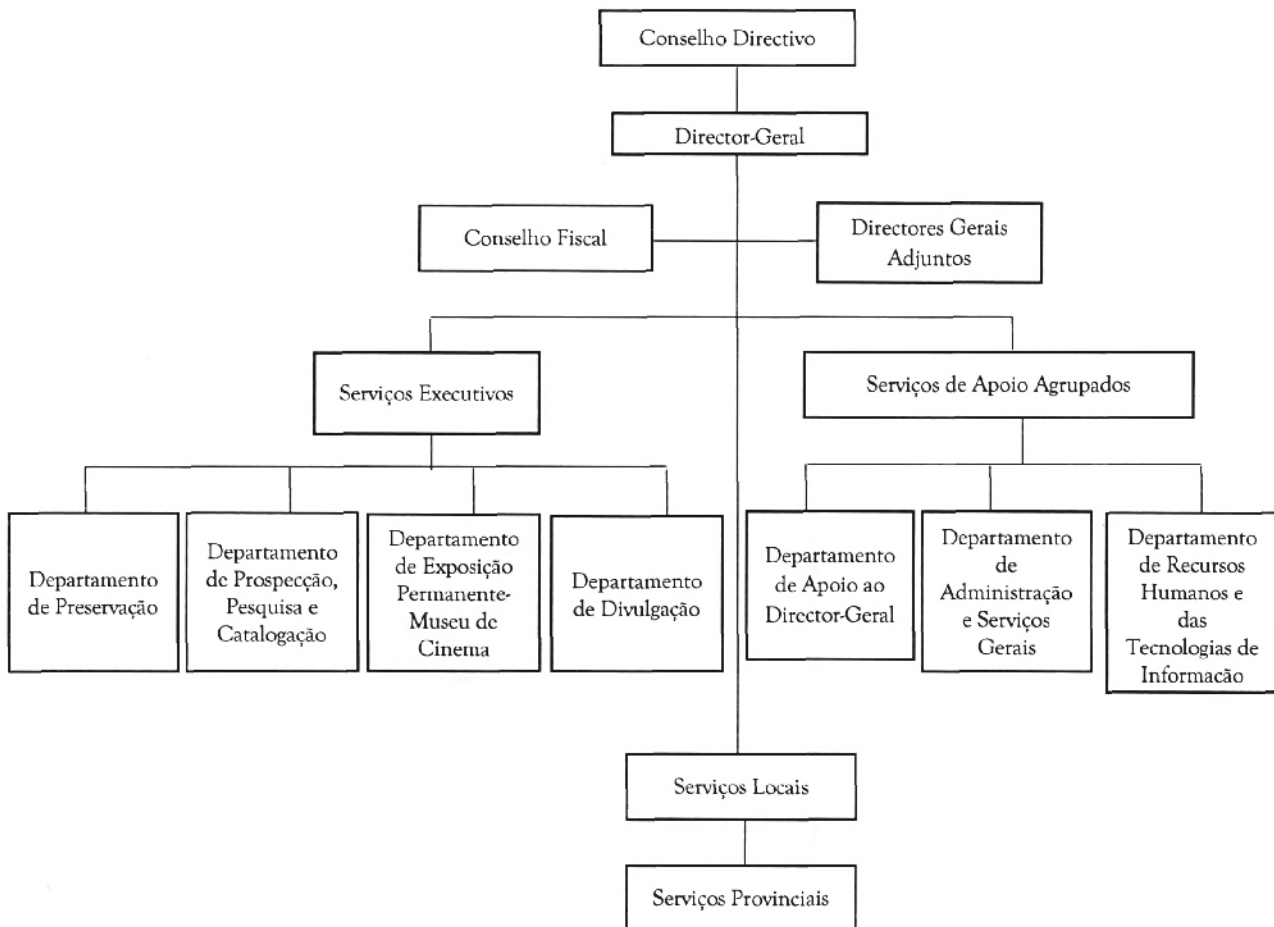 Conselho Directivo
Director-Geral
Conselho Fiscal
Directores Gerais
Adjuntos
Serviços Executivos
Serviços de Apoio Agrupados
Departamento
de Preservação
Departamento
de Prospecção,
Pesquisa e
Catalogação
Departamento
de Exposição
Permanente-
Museu de
Cinema
Departamento
de Divulgação
Departamento
de Apoio ao
Director-Geral
Departamento
de
Administração
e Serviços
Gerais
Departamento
de Recursos
Humanos e
das
Tecnologias de
Informacão
Serviços Locais
Serviços Provinciais